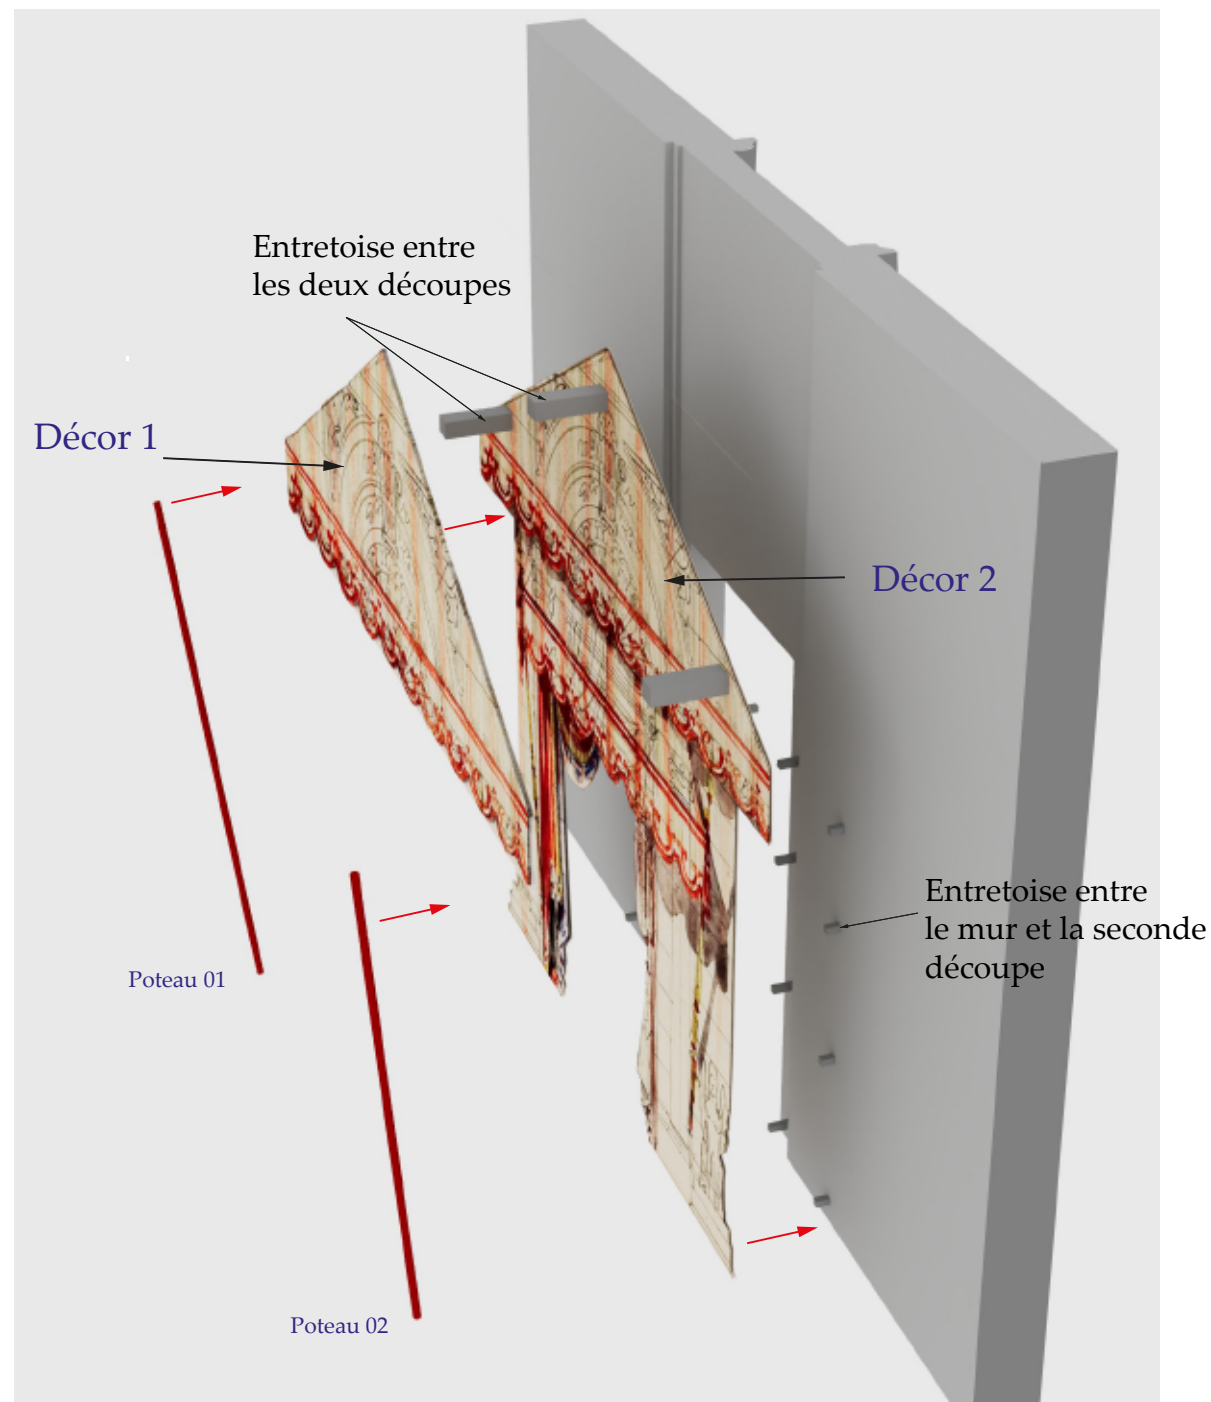 Entretoise entre
les deux découpes
Décor 1
Décor 2
Entretoise entre
le mur et la seconde
découpe
Poteau 01
Poteau 02